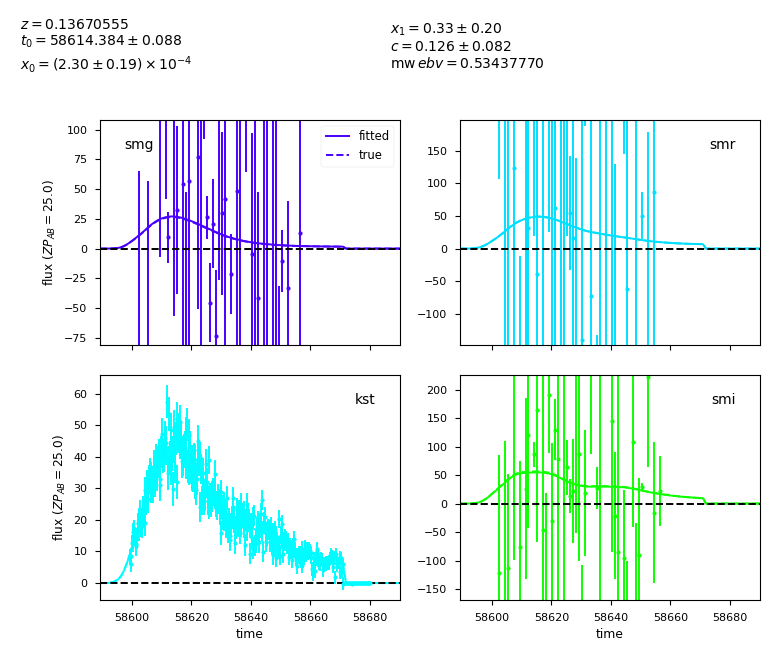 z = 0.13670555
t₀ = 58614.384 ± 0.088
x₀ = (2.30 ± 0.19) × 10⁻⁴
x₁ = 0.33 ± 0.20
c = 0.126 ± 0.082
mwebv = 0.53437770
smg
fitted
true
100
75
50
25
0
−25
−50
−75
flux (ZP_AB = 25.0)
smr
150
100
50
0
−50
−100
kst
60
50
40
30
20
10
0
flux (ZP_AB = 25.0)
58600 58620 58640 58660 58680
time
smi
200
150
100
50
0
−50
−100
−150
58600 58620 58640 58660 58680
time